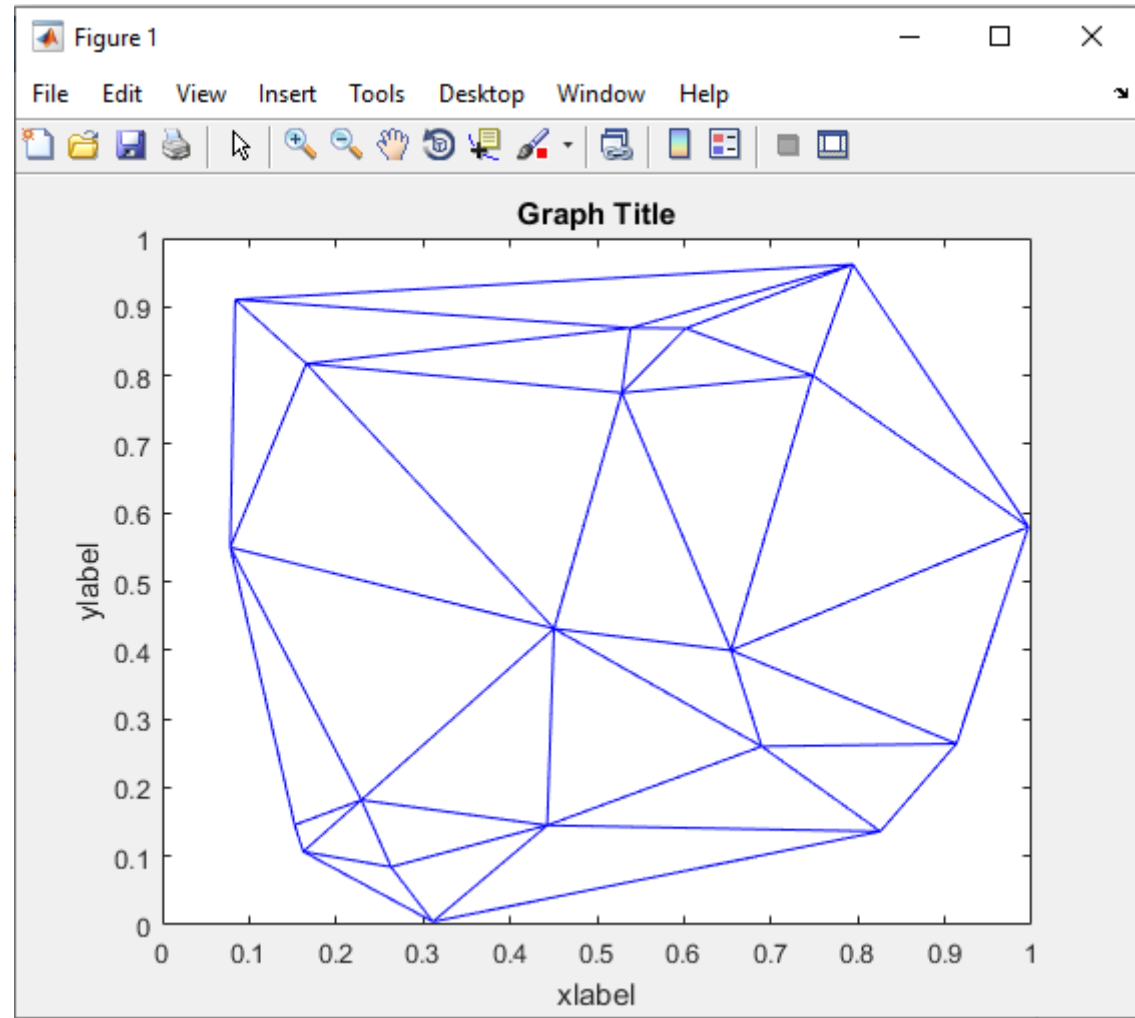 Figure 1
File Edit View Insert Tools Desktop Window Help
Graph Title
1
0.9
0.8
0.7
0.6
0.5
0.4
0.3
0.2
0.1
0
ylabel
0 0.1 0.2 0.3 0.4 0.5 0.6 0.7 0.8 0.9 1
xlabel